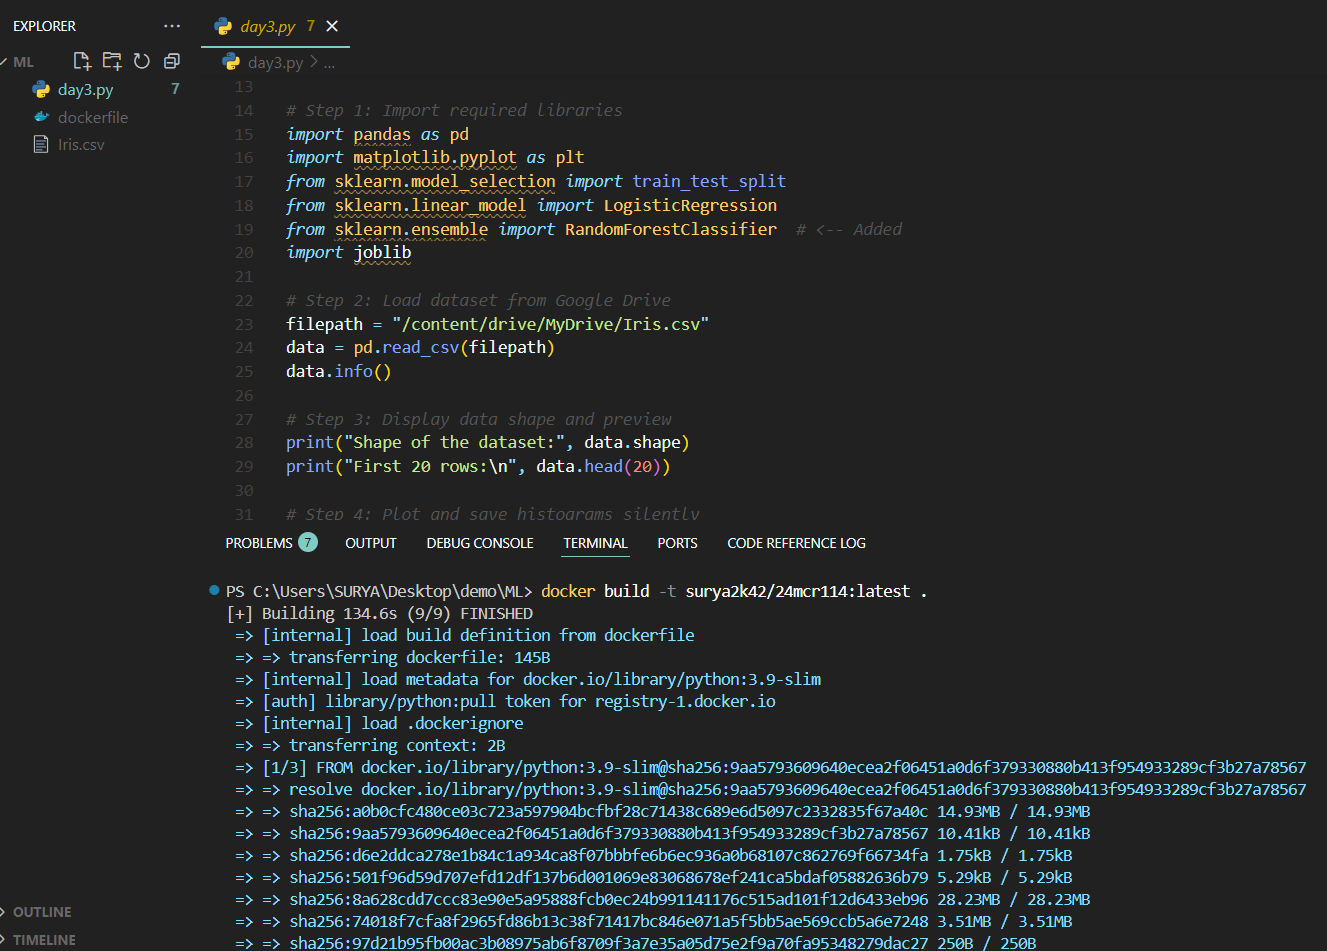 EXPLORER ...
ML
day3.py 7
dockerfile
Iris.csv
OUTLINE
TIMELINE
day3.py 7
day3.py > ...
13
14 # Step 1: Import required libraries
15 import pandas as pd
16 import matplotlib.pyplot as plt
17 from sklearn.model_selection import train_test_split
18 from sklearn.linear_model import LogisticRegression
19 from sklearn.ensemble import RandomForestClassifier # <-- Added
20 import joblib
21
22 # Step 2: Load dataset from Google Drive
23 filepath = "/content/drive/MyDrive/Iris.csv"
24 data = pd.read_csv(filepath)
25 data.info()
26
27 # Step 3: Display data shape and preview
28 print("Shape of the dataset:", data.shape)
29 print("First 20 rows:\n", data.head(20))
30
31 # Step 4: Plot and save histograms silently
PROBLEMS 7 OUTPUT DEBUG CONSOLE TERMINAL PORTS CODE REFERENCE LOG
PS C:\Users\SURYA\Desktop\demo\ML> docker build -t surya2k42/24mcr114:latest .
[+] Building 134.6s (9/9) FINISHED
=> [internal] load build definition from dockerfile
=> => transferring dockerfile: 145B
=> [internal] load metadata for docker.io/library/python:3.9-slim
=> [auth] library/python:pull token for registry-1.docker.io
=> [internal] load .dockerignore
=> => transferring context: 2B
=> [1/3] FROM docker.io/library/python:3.9-slim@sha256:9aa5793609640ecea2f06451a0d6f379330880b413f954933289cf3b27a78567
=> => resolve docker.io/library/python:3.9-slim@sha256:9aa5793609640ecea2f06451a0d6f379330880b413f954933289cf3b27a78567
=> => sha256:a0b0cfc480ce03c723a597904bcfbf28c71438c689e6d5097c2332835f67a40c 14.93MB / 14.93MB
=> => sha256:9aa5793609640ecea2f06451a0d6f379330880b413f954933289cf3b27a78567 10.41kB / 10.41kB
=> => sha256:d6e2ddca278e1b84c1a934ca8f07bbbfe6b6ec936a0b68107c862769f66734fa 1.75kB / 1.75kB
=> => sha256:501f96d59d707efd12df137b6d001069e83068678ef241ca5bdaf05882636b79 5.29kB / 5.29kB
=> => sha256:8a628cdd7ccc83e90e5a95888fcb0ec24b991141176c515ad101f12d6433eb96 28.23MB / 28.23MB
=> => sha256:74018f7cfa8f2965fd86b13c38f71417bc846e071a5f5bb5ae569ccb5a6e7248 3.51MB / 3.51MB
=> => sha256:97d21b95fb00ac3b08975ab6f8709f3a7e35a05d75e2f9a70fa95348279dac27 250B / 250B